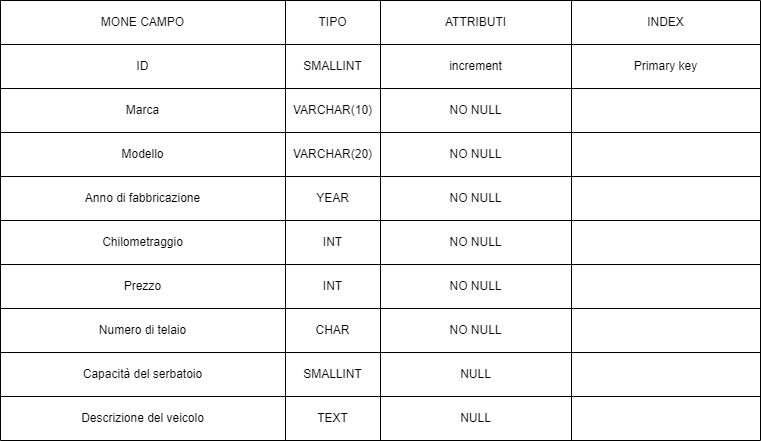 MONE CAMPO TIPO ATTRIBUTI INDEX
ID SMALLINT increment Primary key
Marca VARCHAR(10) NO NULL
Modello VARCHAR(20) NO NULL
Anno di fabbricazione YEAR NO NULL
Chilometraggio INT NO NULL
Prezzo INT NO NULL
Numero di telaio CHAR NO NULL
Capacità del serbatoio SMALLINT NULL
Descrizione del veicolo TEXT NULL